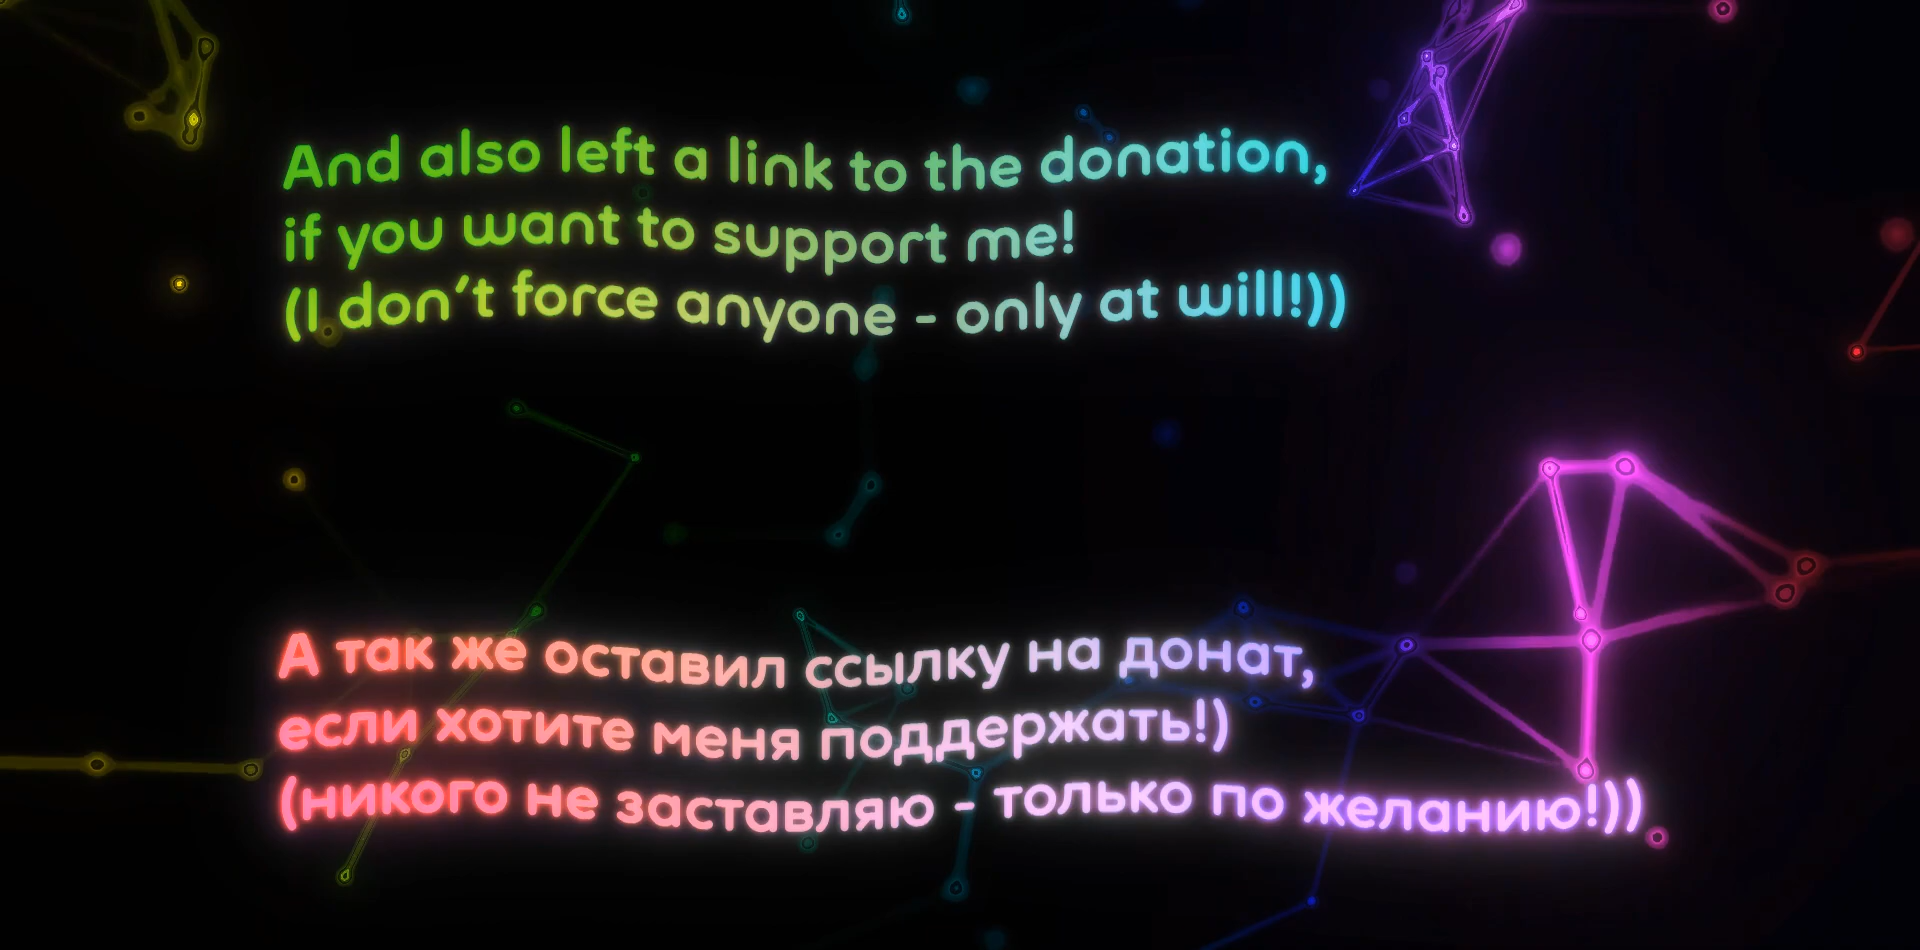 And also left a link to the donation,
if you want to support me!
(I don't force anyone - only at will!))
А так же оставил ссылку на донат,
если хотите меня поддержать!)
(никого не заставляю - только по желанию!))